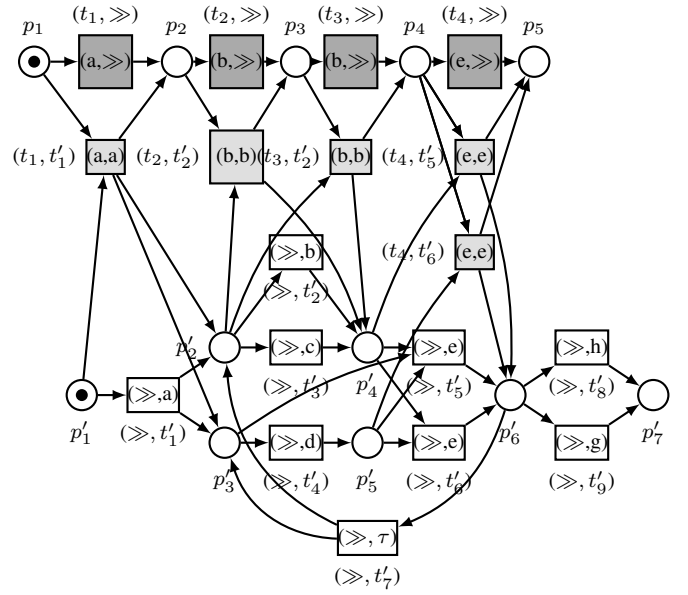 (t₁, ≫) (t₂, ≫) (t₃, ≫) (t₄, ≫)
p₁ p₂ p₃ p₄ p₅
(a,≫) (b,≫) (b,≫) (e,≫)
(t₁, t′₁) (a,a) (t₂, t′₂) (b,b) (t₃, t′₂) (b,b) (t₄, t′₅) (e,e)
(≫,b) (t₄, t′₆) (e,e)
(≫, t′₂)
p′₂ (≫,c) (≫,e) (≫,h)
(≫, t′₃) p′₄ (≫, t′₅) (≫, t′₈)
(≫,a)
p′₁ (≫, t′₁) p′₆ p′₇
(≫,d) (≫,e) (≫,g)
p′₃ (≫, t′₄) p′₅ (≫, t′₆) (≫, t′₉)
(≫, τ)
(≫, t′₇)